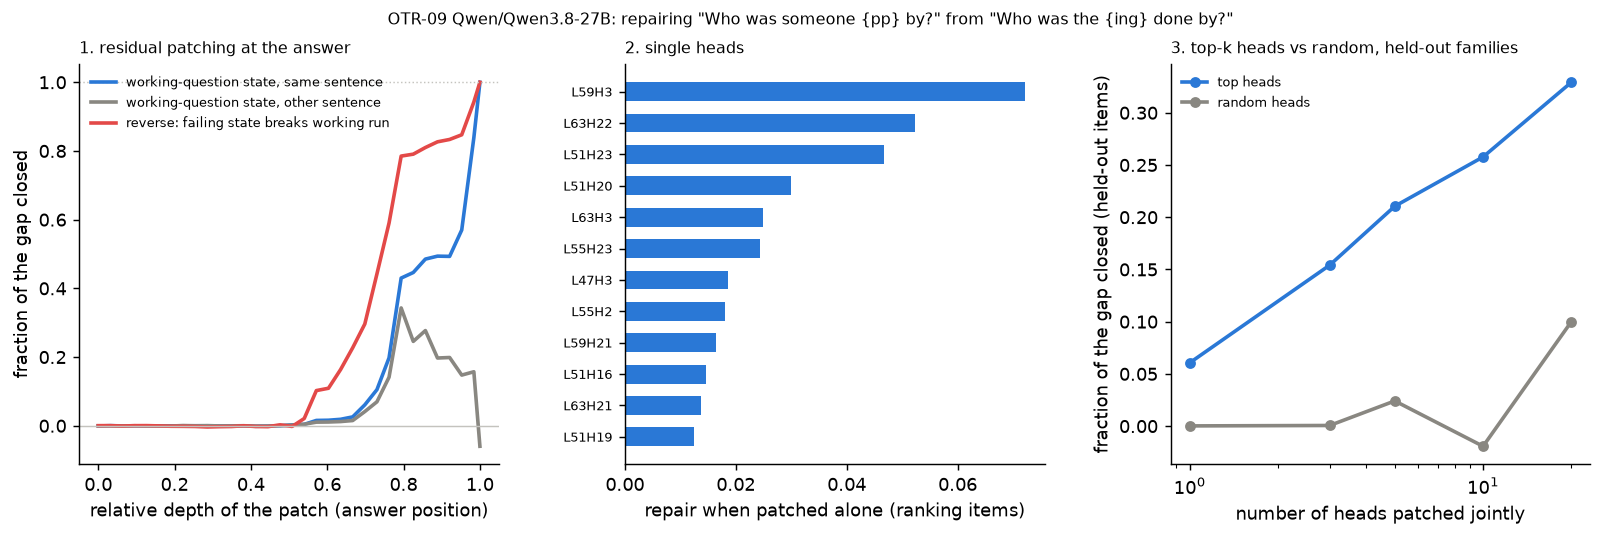 OTR-09 Qwen/Qwen3.8-27B: repairing "Who was someone {pp} by?" from "Who was the {ing} done by?"
1. residual patching at the answer
working-question state, same sentence
working-question state, other sentence
reverse: failing state breaks working run
fraction of the gap closed
1.0
0.8
0.6
0.4
0.2
0.0
0.0 0.2 0.4 0.6 0.8 1.0
relative depth of the patch (answer position)
2. single heads
L59H3
L63H22
L51H23
L51H20
L63H3
L55H23
L47H3
L55H2
L59H21
L51H16
L63H21
L51H19
0.00 0.02 0.04 0.06
repair when patched alone (ranking items)
3. top-k heads vs random, held-out families
top heads
random heads
fraction of the gap closed (held-out items)
0.30
0.25
0.20
0.15
0.10
0.05
0.00
10⁰ 10¹
number of heads patched jointly